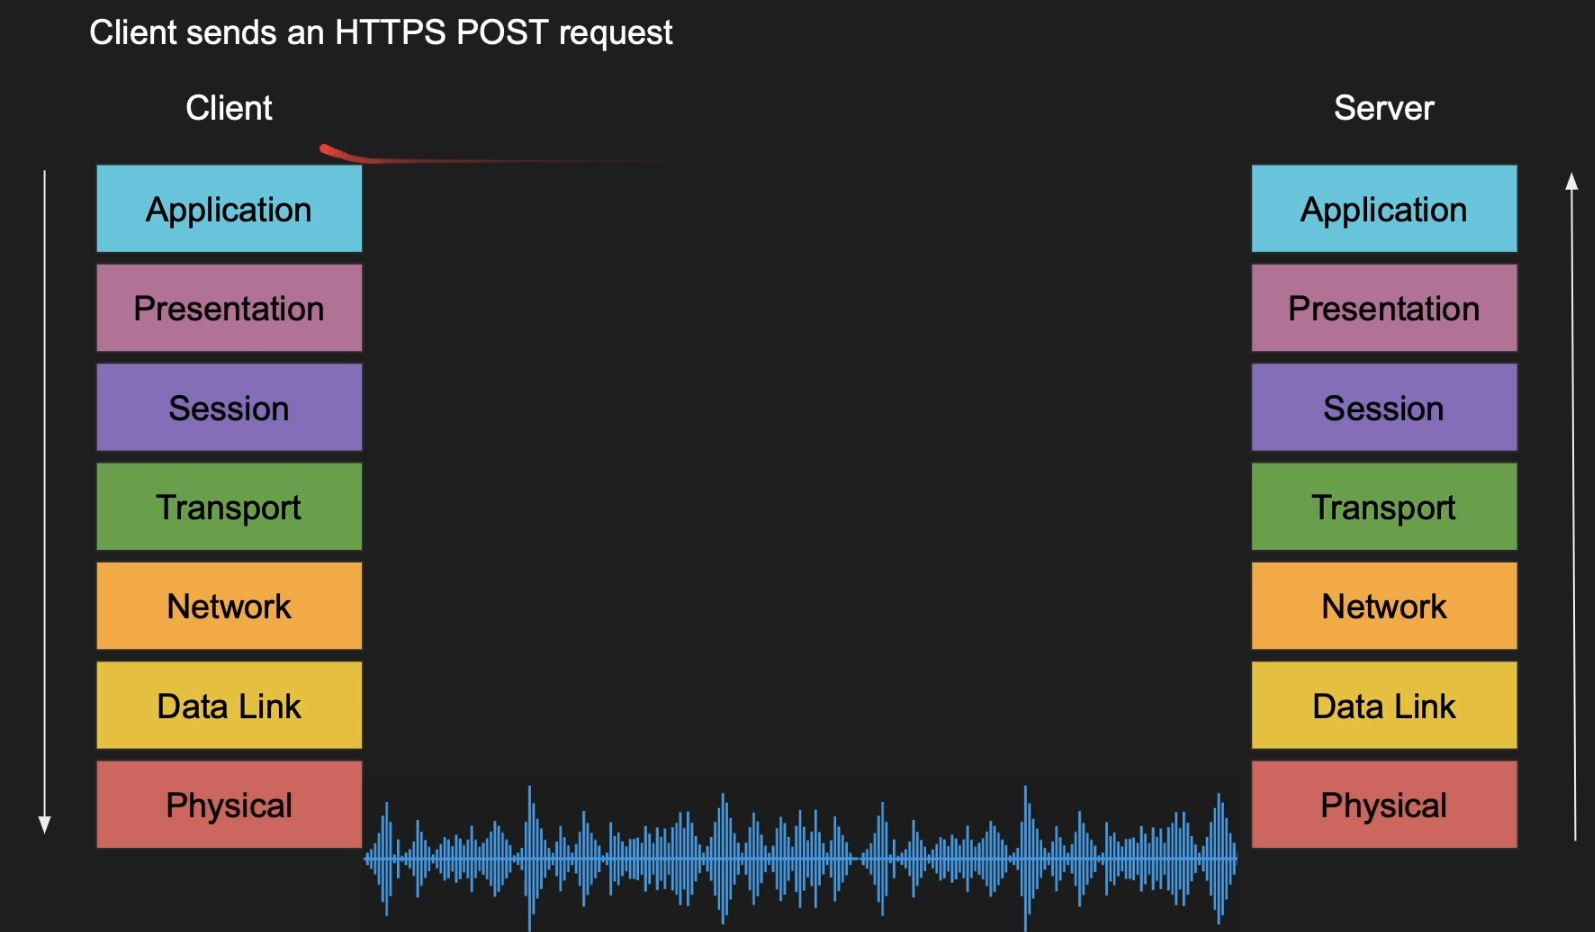 Client sends an HTTPS POST request
Client
Server
Application
Application
Presentation
Presentation
Session
Session
Transport
Transport
Network
Network
Data Link
Data Link
Physical
Physical